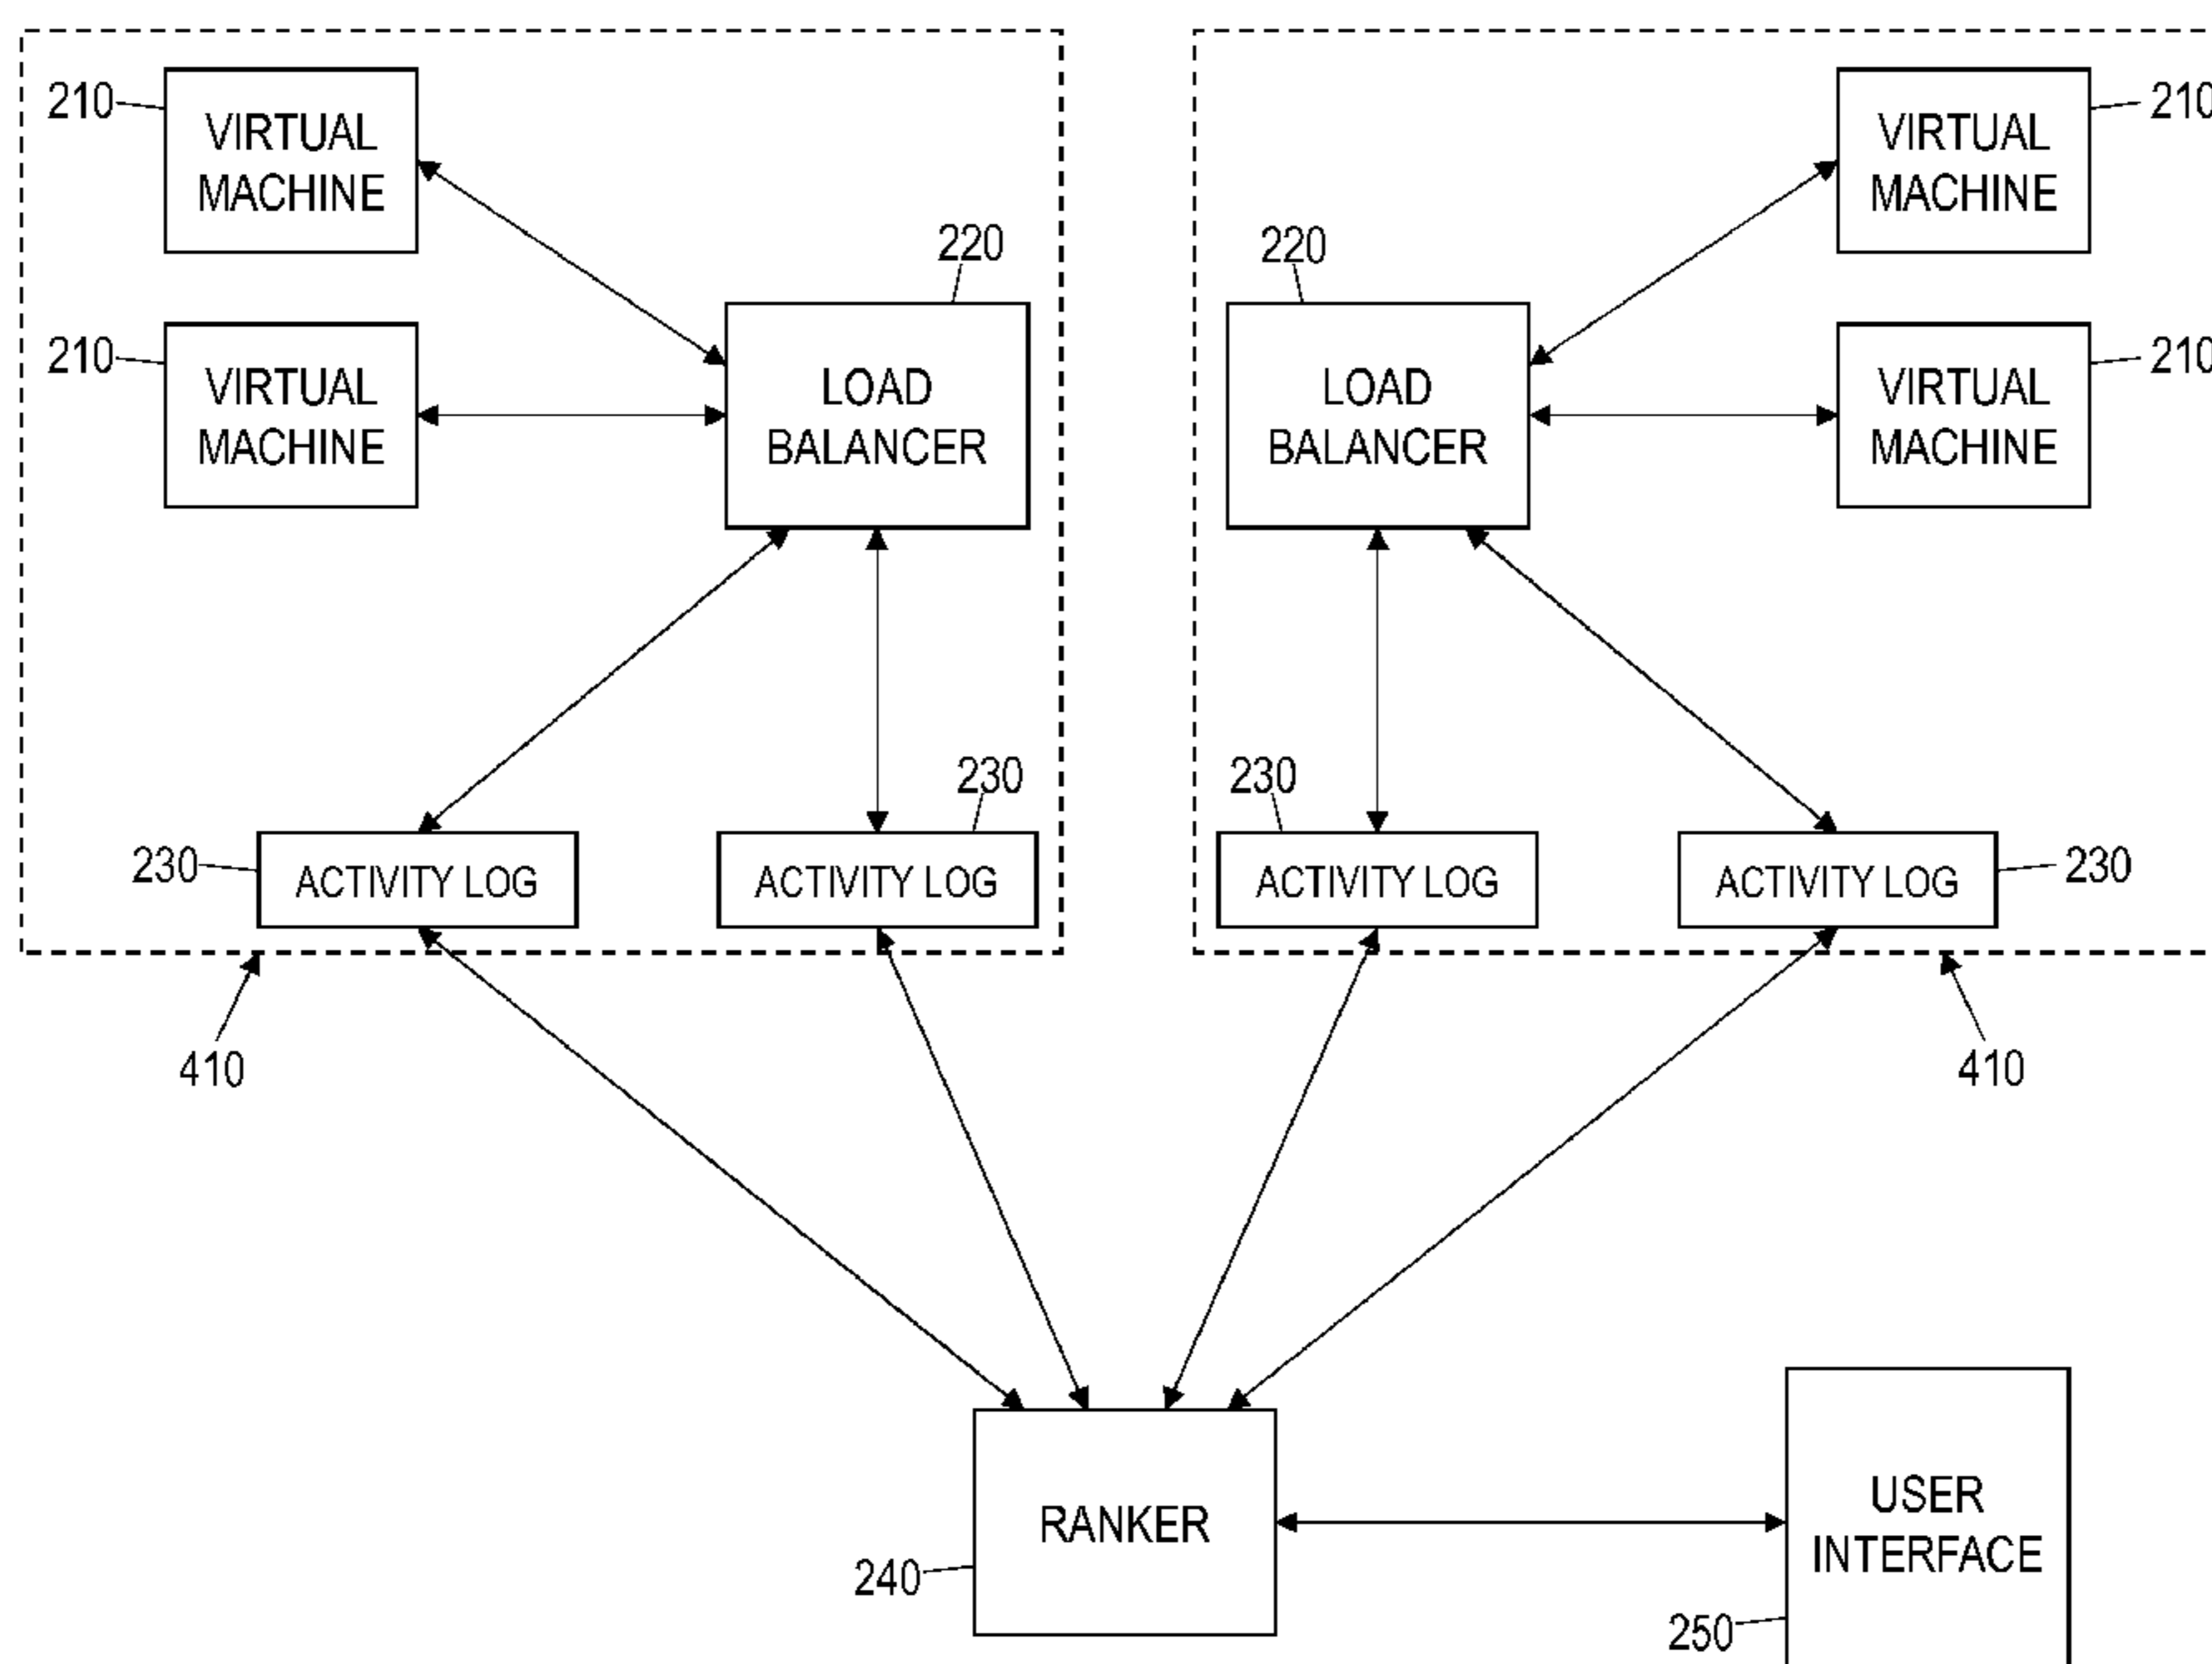 210
VIRTUAL
MACHINE
VIRTUAL
MACHINE
210
220
220
210
VIRTUAL
MACHINE
LOAD
BALANCER
LOAD
BALANCER
VIRTUAL
MACHINE
210
230
230
230
ACTIVITY LOG
ACTIVITY LOG
ACTIVITY LOG
ACTIVITY LOG
230
410
410
RANKER
240
USER
INTERFACE
250